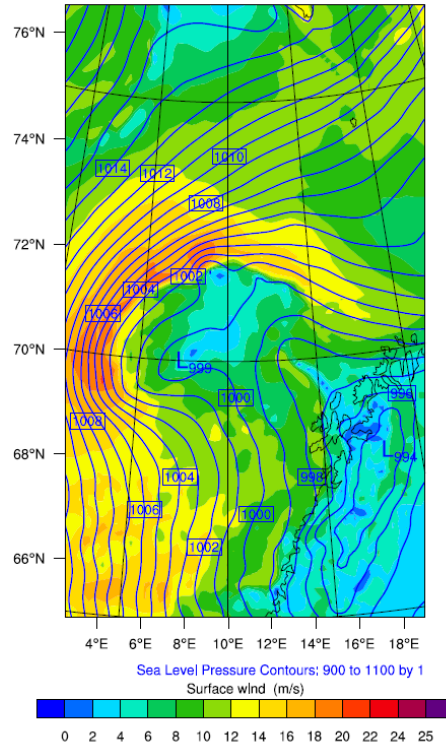 76°N
74°N
72°N
70°N
68°N
66°N
1014
1012
1010
1008
1002
1004
1006
L999
1000
996
1008
L994
1004
998
1006
1000
1002
4°E 6°E 8°E 10°E 12°E 14°E 16°E 18°E
Sea Level Pressure Contours: 900 to 1100 by 1
Surface wind (m/s)
0 2 4 6 8 10 12 14 16 18 20 22 24 25